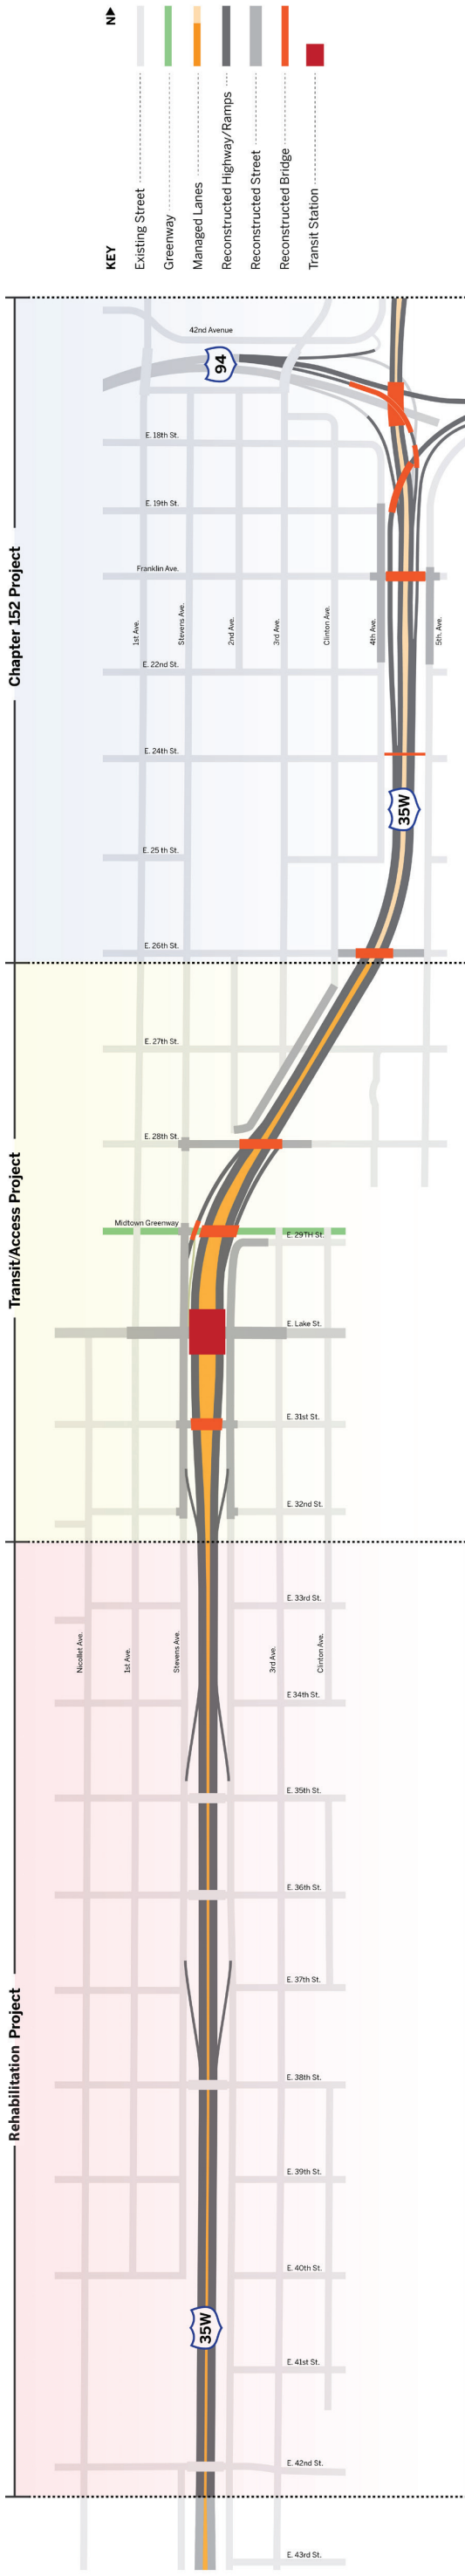 N
KEY
Existing Street
Greenway
Managed Lanes
Reconstructed Highway/Ramps
Reconstructed Street
Reconstructed Bridge
Transit Station
Chapter 152 Project
42nd Avenue
94
E. 18th St.
E. 19th St.
Franklin Ave.
1st Ave.
Stevens Ave.
2nd Ave.
3rd Ave.
Clinton Ave.
4th Ave.
5th. Ave.
E. 22nd St.
E. 24th St.
35W
E. 25 th St.
E. 26th St.
Transit/Access Project
E. 27th St.
E. 28th St.
Midtown Greenway
E. 29TH St.
E. Lake St.
E. 31st St.
E. 32nd St.
Rehabilitation Project
E. 33rd St.
Nicollet Ave.
1st Ave.
Stevens Ave.
3rd Ave.
Clinton Ave.
E 34th St.
E. 35th St.
E. 36th St.
E. 37th St.
E. 38th St.
E. 39th St.
E. 40th St.
35W
E. 41st St.
E. 42nd St.
E. 43rd St.